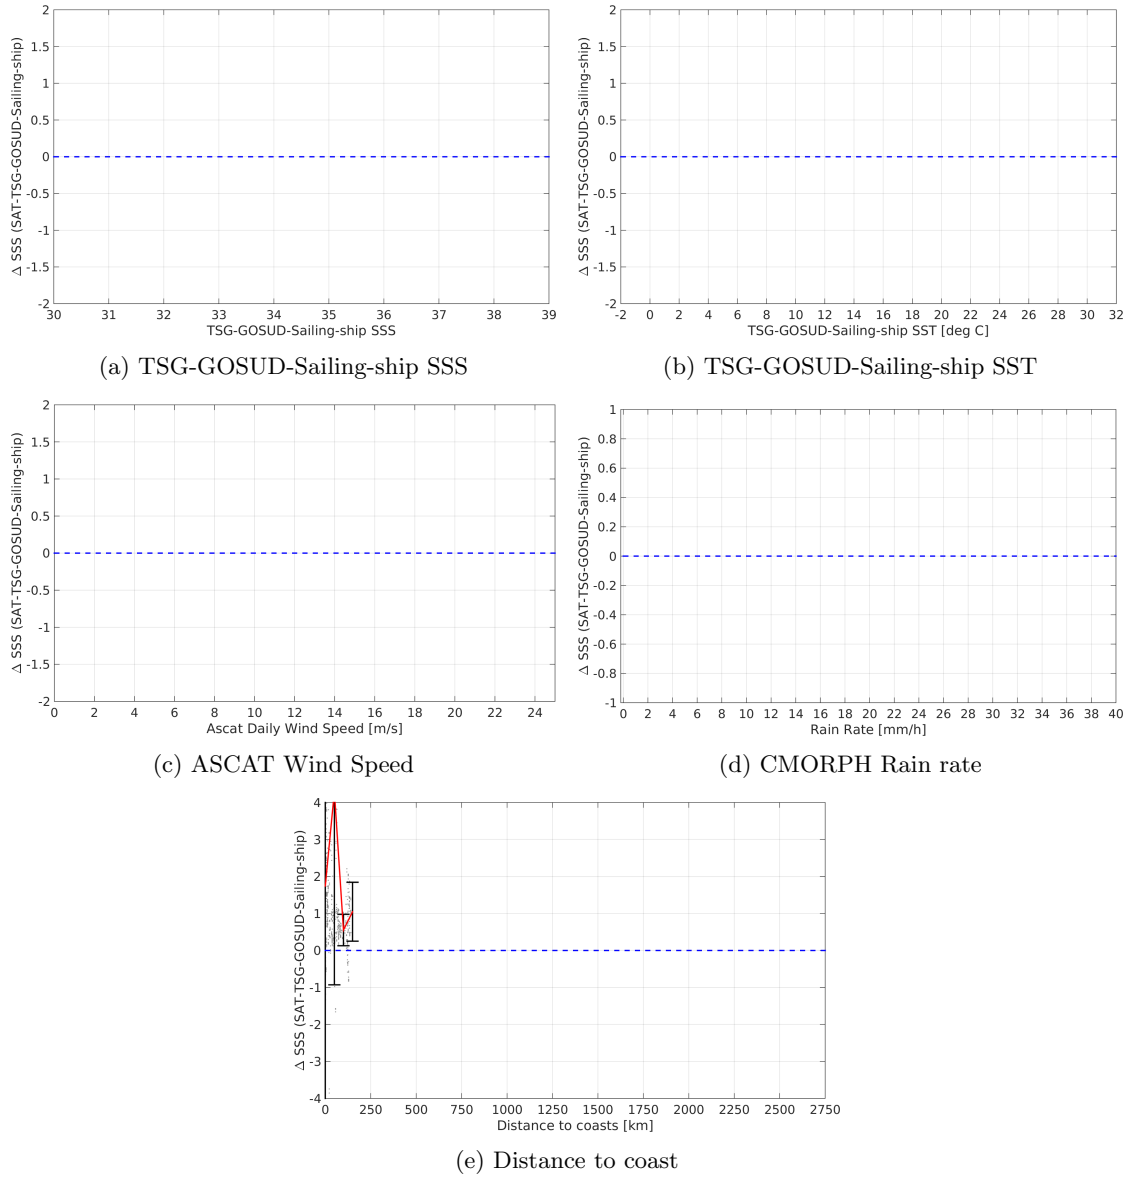 2
1.5
1
0.5
0
-0.5
-1
-1.5
-2
Δ SSS (SAT-TSG-GOSUD-Sailing-ship)
30 31 32 33 34 35 36 37 38 39
TSG-GOSUD-Sailing-ship SSS
(a) TSG-GOSUD-Sailing-ship SSS
2
1.5
1
0.5
0
-0.5
-1
-1.5
-2
Δ SSS (SAT-TSG-GOSUD-Sailing-ship)
-2 0 2 4 6 8 10 12 14 16 18 20 22 24 26 28 30 32
TSG-GOSUD-Sailing-ship SST [deg C]
(b) TSG-GOSUD-Sailing-ship SST
2
1.5
1
0.5
0
-0.5
-1
-1.5
-2
Δ SSS (SAT-TSG-GOSUD-Sailing-ship)
0 2 4 6 8 10 12 14 16 18 20 22 24
Ascat Daily Wind Speed [m/s]
(c) ASCAT Wind Speed
1
0.8
0.6
0.4
0.2
0
-0.2
-0.4
-0.6
-0.8
-1
Δ SSS (SAT-TSG-GOSUD-Sailing-ship)
0 2 4 6 8 10 12 14 16 18 20 22 24 26 28 30 32 34 36 38 40
Rain Rate [mm/h]
(d) CMORPH Rain rate
4
3
2
1
0
-1
-2
-3
-4
Δ SSS (SAT-TSG-GOSUD-Sailing-ship)
0 250 500 750 1000 1250 1500 1750 2000 2250 2500 2750
Distance to coasts [km]
(e) Distance to coast